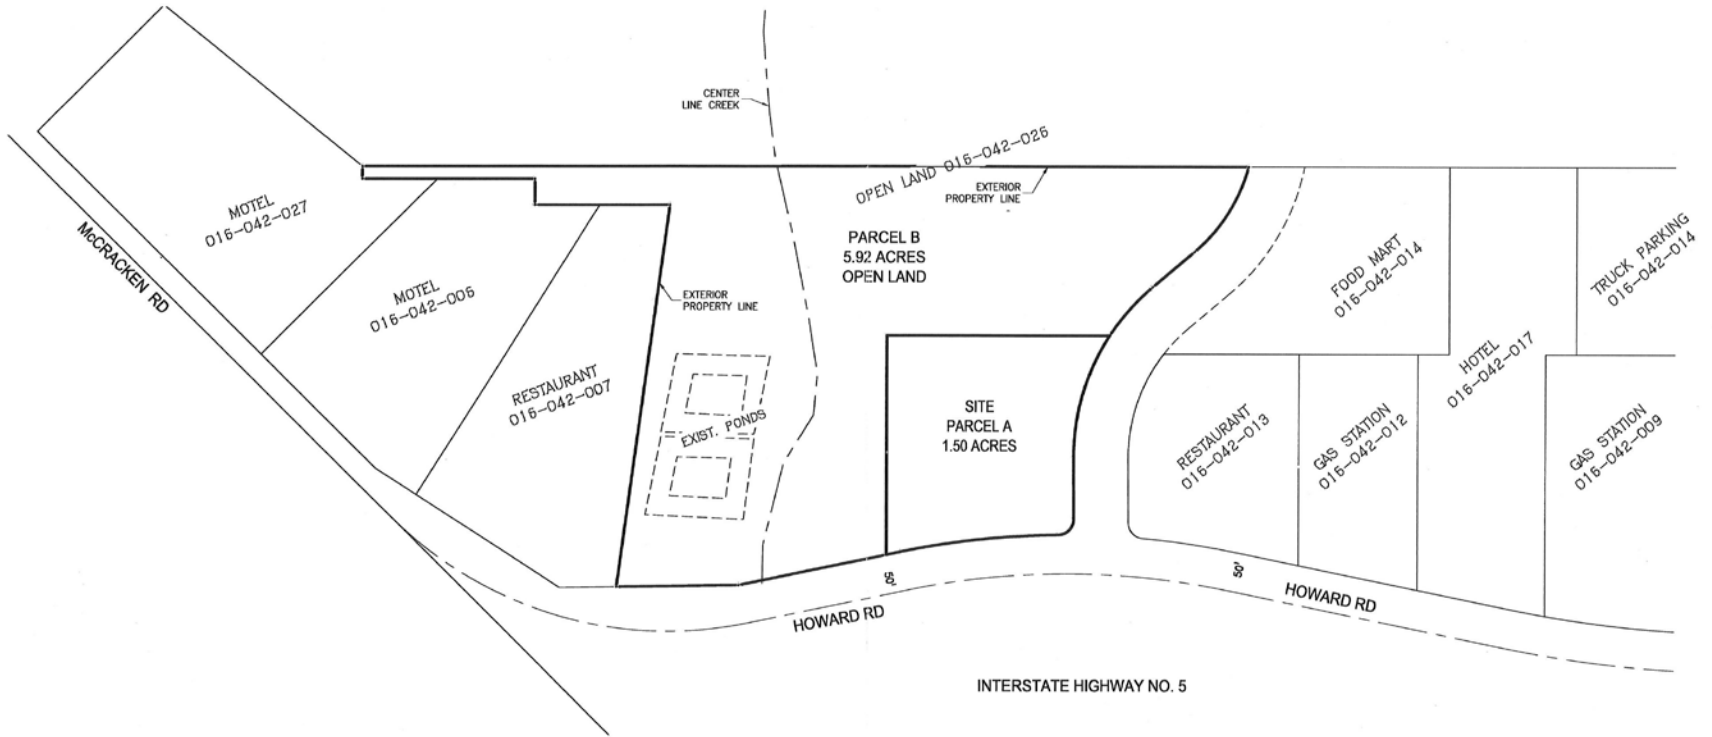 CENTER
LINE CREEK
OPEN LAND 016-042-026
EXTERIOR
PROPERTY LINE
MOTEL
016-042-027
McCRACKEN RD
MOTEL
016-042-006
PARCEL B
5.92 ACRES
OPEN LAND
EXTERIOR
PROPERTY LINE
FOOD MART
016-042-014
TRUCK PARKING
016-042-014
HOTEL
016-042-017
RESTAURANT
016-042-007
EXIST. PONDS
SITE
PARCEL A
1.50 ACRES
RESTAURANT
016-042-013
GAS STATION
016-042-012
GAS STATION
016-042-009
50'
50'
HOWARD RD
HOWARD RD
INTERSTATE HIGHWAY NO. 5